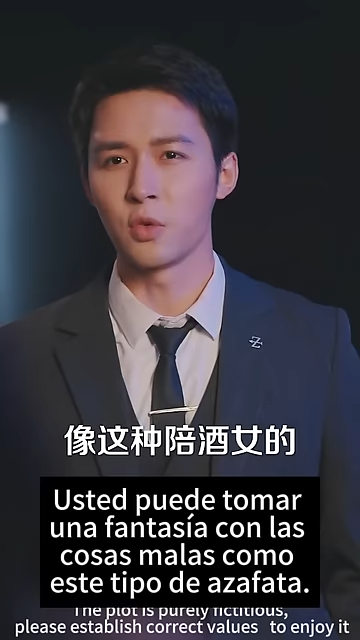 像这种陪酒女的
Usted puede tomar
una fantasía con las
cosas malas como
este tipo de azafata.
The plot is purely fictitious,
please establish correct values to enjoy it